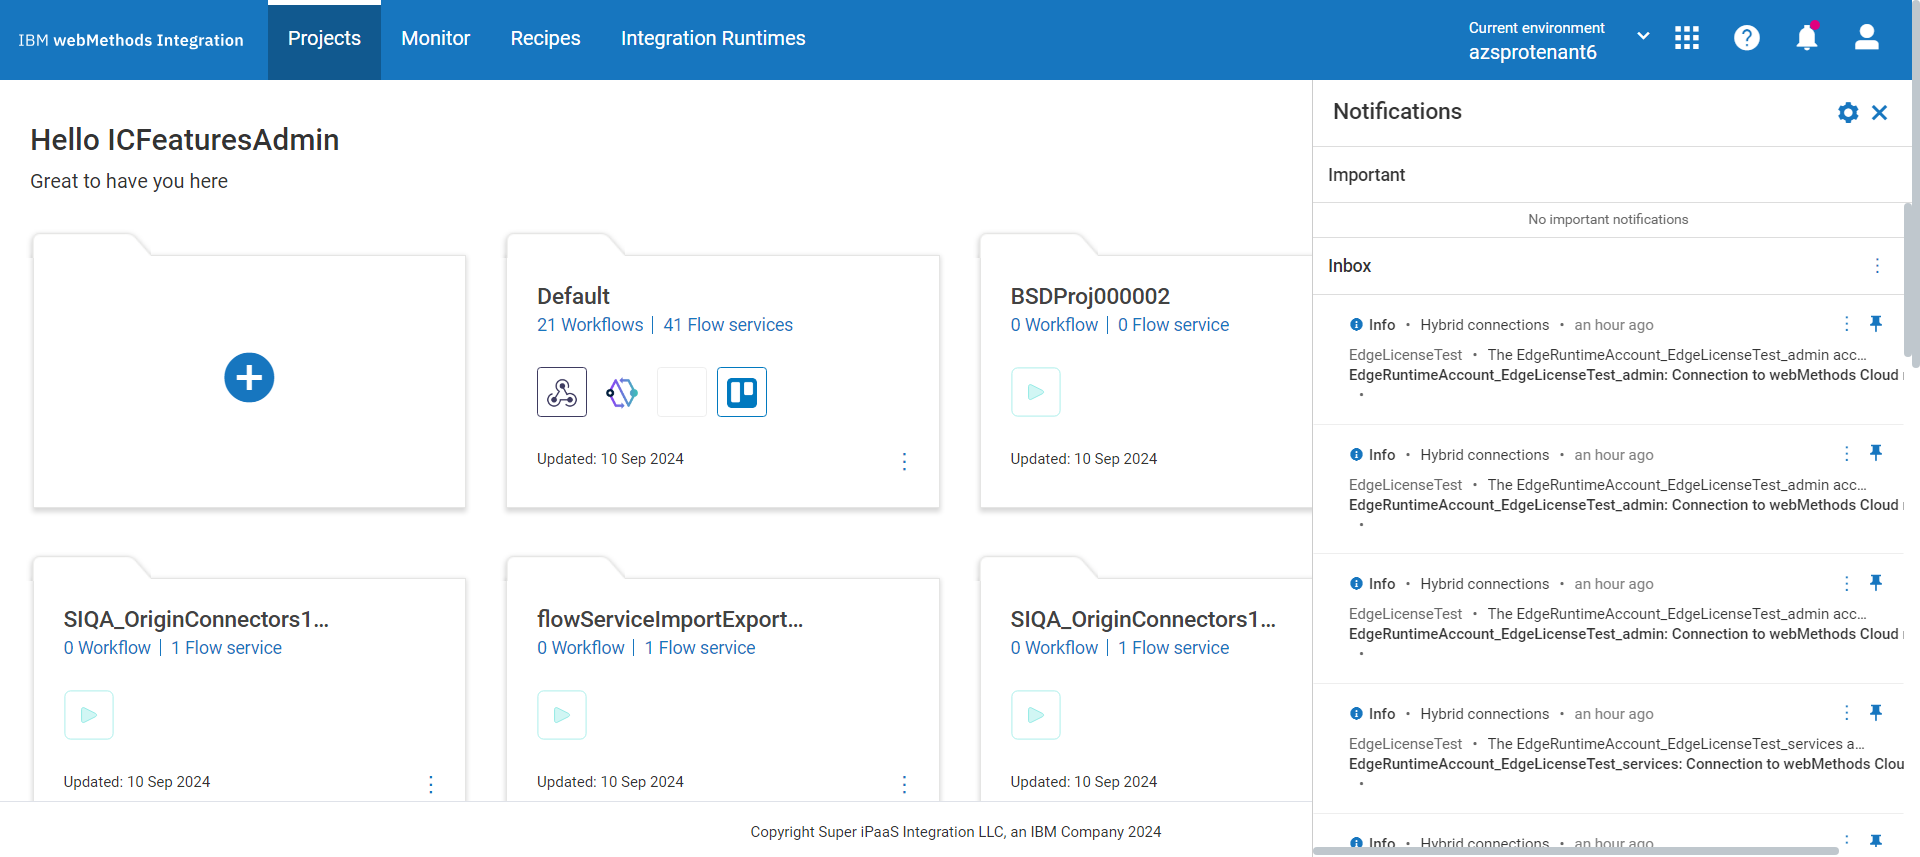 IBM webMethods Integration
Projects
Monitor
Recipes
Integration Runtimes
Current environment
azsprotenant6
Hello ICFeaturesAdmin
Great to have you here
Default
21 Workflows | 41 Flow services
Updated: 10 Sep 2024
BSDProj000002
0 Workflow | 0 Flow service
Updated: 10 Sep 2024
SIQA_OriginConnectors1...
0 Workflow | 1 Flow service
Updated: 10 Sep 2024
flowServiceImportExport...
0 Workflow | 1 Flow service
Updated: 10 Sep 2024
SIQA_OriginConnectors1...
0 Workflow | 1 Flow service
Updated: 10 Sep 2024
Notifications
Important
No important notifications
Inbox
Info • Hybrid connections • an hour ago
EdgeLicenseTest • The EdgeRuntimeAccount_EdgeLicenseTest_admin acc...
EdgeRuntimeAccount_EdgeLicenseTest_admin: Connection to webMethods Cloud
•
Info • Hybrid connections • an hour ago
EdgeLicenseTest • The EdgeRuntimeAccount_EdgeLicenseTest_admin acc...
EdgeRuntimeAccount_EdgeLicenseTest_admin: Connection to webMethods Cloud
•
Info • Hybrid connections • an hour ago
EdgeLicenseTest • The EdgeRuntimeAccount_EdgeLicenseTest_admin acc...
EdgeRuntimeAccount_EdgeLicenseTest_admin: Connection to webMethods Cloud
•
Info • Hybrid connections • an hour ago
EdgeLicenseTest • The EdgeRuntimeAccount_EdgeLicenseTest_services a...
EdgeRuntimeAccount_EdgeLicenseTest_services: Connection to webMethods Clou
•
Info • Hybrid connections • an hour ago
Copyright Super iPaaS Integration LLC, an IBM Company 2024